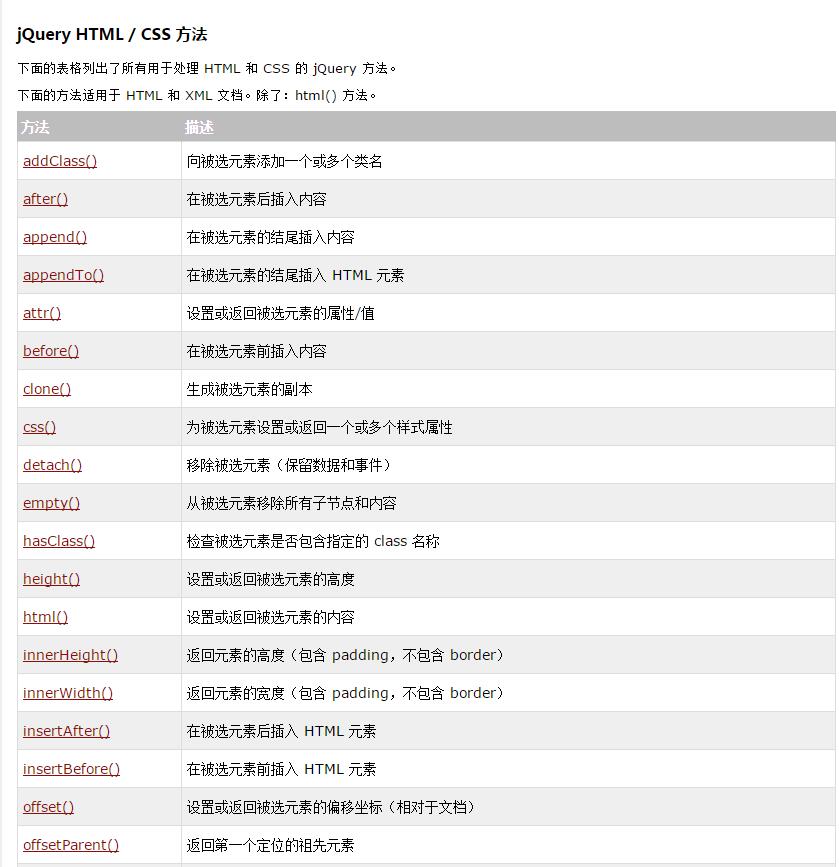 jQuery HTML / CSS 方法
下面的表格列出了所有用于处理 HTML 和 CSS 的 jQuery 方法。
下面的方法适用于 HTML 和 XML 文档。除了：html() 方法。
方法 描述
addClass() 向被选元素添加一个或多个类名
after() 在被选元素后插入内容
append() 在被选元素的结尾插入内容
appendTo() 在被选元素的结尾插入 HTML 元素
attr() 设置或返回被选元素的属性/值
before() 在被选元素前插入内容
clone() 生成被选元素的副本
css() 为被选元素设置或返回一个或多个样式属性
detach() 移除被选元素（保留数据和事件）
empty() 从被选元素移除所有子节点和内容
hasClass() 检查被选元素是否包含指定的 class 名称
height() 设置或返回被选元素的高度
html() 设置或返回被选元素的内容
innerHeight() 返回元素的高度（包含 padding，不包含 border）
innerWidth() 返回元素的宽度（包含 padding，不包含 border）
insertAfter() 在被选元素后插入 HTML 元素
insertBefore() 在被选元素前插入 HTML 元素
offset() 设置或返回被选元素的偏移坐标（相对于文档）
offsetParent() 返回第一个定位的祖先元素